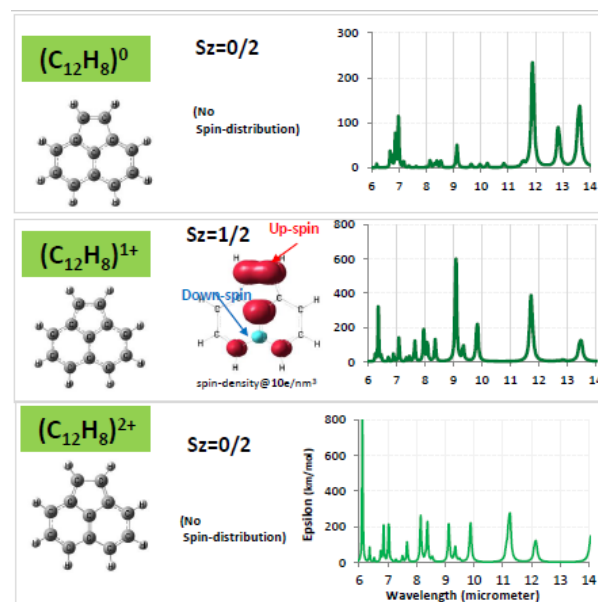 (C12H8)0
Sz=0/2
(No
Spin-distribution)
300
200
100
0
6 7 8 9 10 11 12 13 14
H H
C C
C C C
H C C C H
H C C C C H
H H
(C12H8)1+
Sz=1/2
Up-spin
Down-spin
spin-density@10e/nm3
800
600
400
200
0
6 7 8 9 10 11 12 13 14
(C12H8)2+
Sz=0/2
(No
Spin-distribution)
Epsilon (km/mol)
800
600
400
200
0
6 7 8 9 10 11 12 13 14
Wavelength (micrometer)